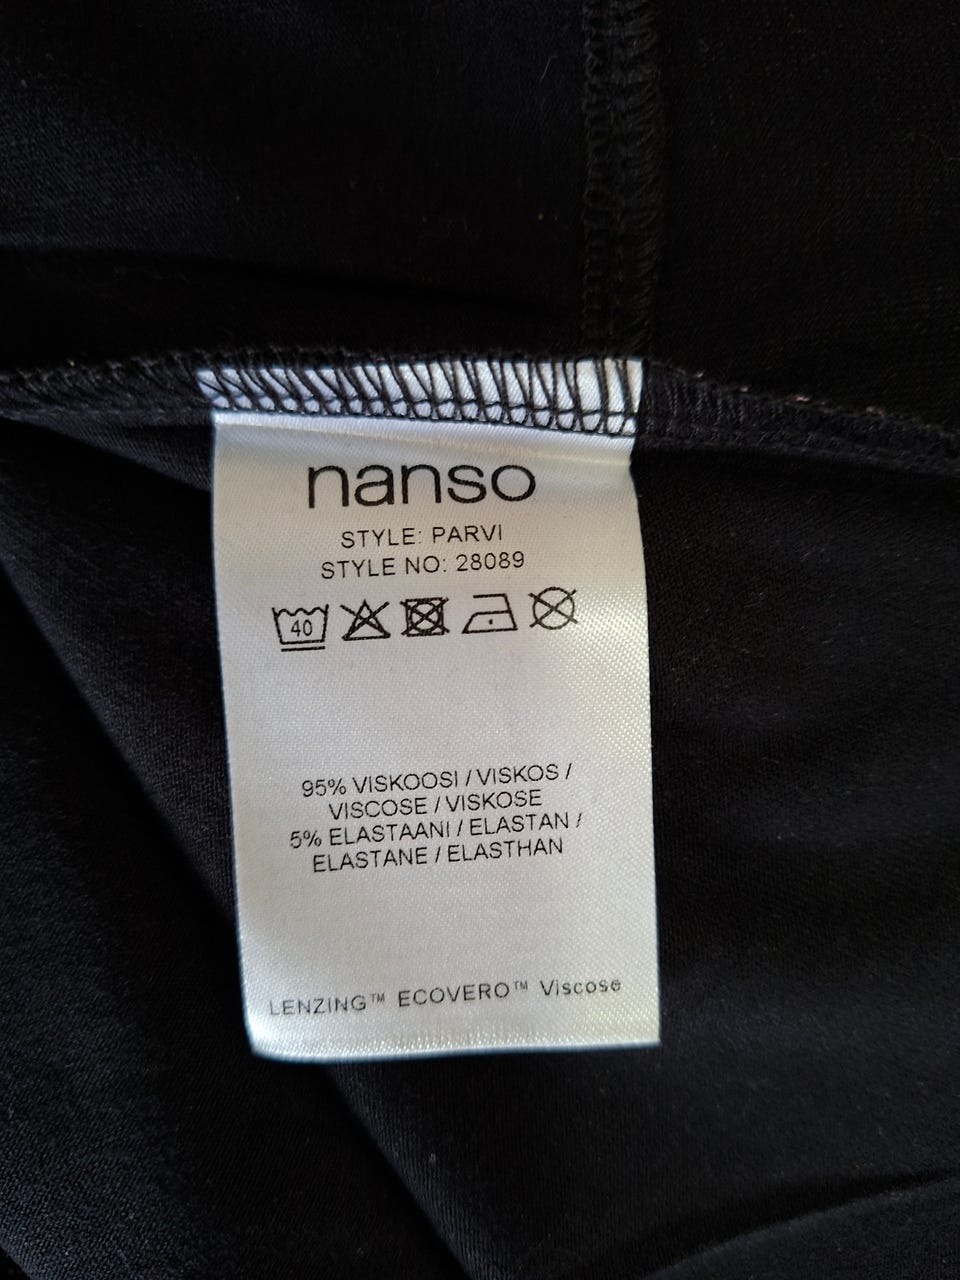 nanso
STYLE: PARVI
STYLE NO: 28089
40
95% VISKOOSI / VISKOS /
VISCOSE / VISKOSE
5% ELASTAANI / ELASTAN /
ELASTANE / ELASTHAN
LENZING™ ECOVERO™ Viscose